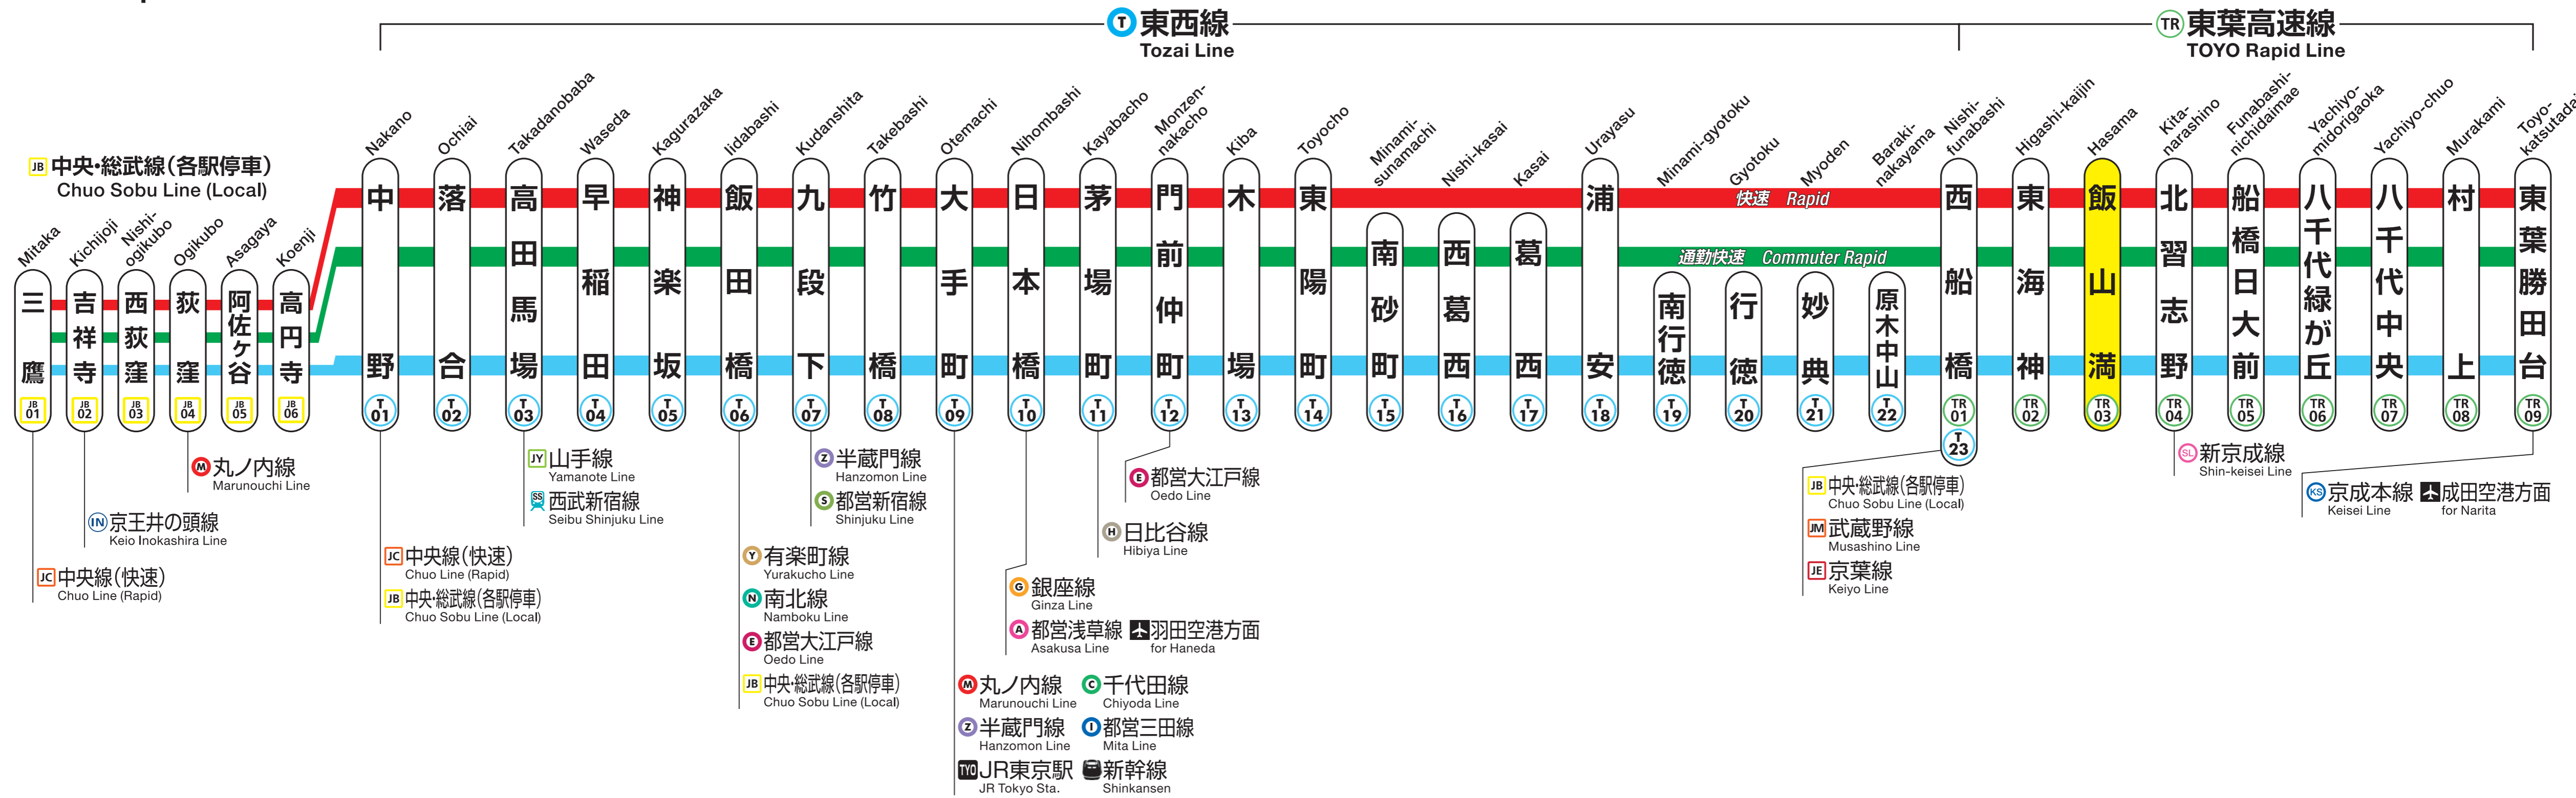 T 東西線
Tozai Line
TR 東葉高速線
TOYO Rapid Line
JB 中央・総武線（各駅停車）
Chuo Sobu Line (Local)
Mitaka
Kichijoji
Nishi-
ogikubo
Ogikubo
Asagaya
Koenji
Nakano
Ochiai
Takadanobaba
Waseda
Kagurazaka
Iidabashi
Kudanshita
Takebashi
Otemachi
Nihombashi
Kayabacho
Monzen-
nakacho
Kiba
Toyocho
Minami-
sunamachi
Nishi-kasai
Kasai
Urayasu
Minami-gyotoku
Gyotoku
Myoden
Baraki-
nakayama
Nishi-
funabashi
Higashi-kaijin
Hasama
Kita-
narashino
Funabashi-
nichidaimae
Yachiyo-
midorigaoka
Yachiyo-chuo
Murakami
Toyo-
katsutadai
快速 Rapid
通勤快速 Commuter Rapid
三鷹
JB 01
吉祥寺
JB 02
西荻窪
JB 03
荻窪
JB 04
阿佐ヶ谷
JB 05
高円寺
JB 06
中野
T 01
落合
T 02
高田馬場
T 03
早稲田
T 04
神楽坂
T 05
飯田橋
T 06
九段下
T 07
竹橋
T 08
大手町
T 09
日本橋
T 10
茅場町
T 11
門前仲町
T 12
木場
T 13
東陽町
T 14
南砂町
T 15
西葛西
T 16
葛西
T 17
浦安
T 18
南行徳
T 19
行徳
T 20
妙典
T 21
原木中山
T 22
西船橋
TR 01
T 23
東海神
TR 02
飯山満
TR 03
北習志野
TR 04
船橋日大前
TR 05
八千代緑が丘
TR 06
八千代中央
TR 07
村上
TR 08
東葉勝田台
TR 09
JC 中央線（快速）
Chuo Line (Rapid)
IN 京王井の頭線
Keio Inokashira Line
M 丸ノ内線
Marunouchi Line
JC 中央線（快速）
Chuo Line (Rapid)
JB 中央・総武線（各駅停車）
Chuo Sobu Line (Local)
JY 山手線
Yamanote Line
SS 西武新宿線
Seibu Shinjuku Line
Y 有楽町線
Yurakucho Line
N 南北線
Namboku Line
E 都営大江戸線
Oedo Line
JB 中央・総武線（各駅停車）
Chuo Sobu Line (Local)
Z 半蔵門線
Hanzomon Line
S 都営新宿線
Shinjuku Line
M 丸ノ内線 C 千代田線
Marunouchi Line Chiyoda Line
Z 半蔵門線 I 都営三田線
Hanzomon Line Mita Line
TYO JR東京駅 新幹線
JR Tokyo Sta. Shinkansen
G 銀座線
Ginza Line
A 都営浅草線 羽田空港方面
Asakusa Line for Haneda
H 日比谷線
Hibiya Line
E 都営大江戸線
Oedo Line
JB 中央・総武線（各駅停車）
Chuo Sobu Line (Local)
JM 武蔵野線
Musashino Line
JE 京葉線
Keiyo Line
SL 新京成線
Shin-keisei Line
KS 京成本線 成田空港方面
Keisei Line for Narita